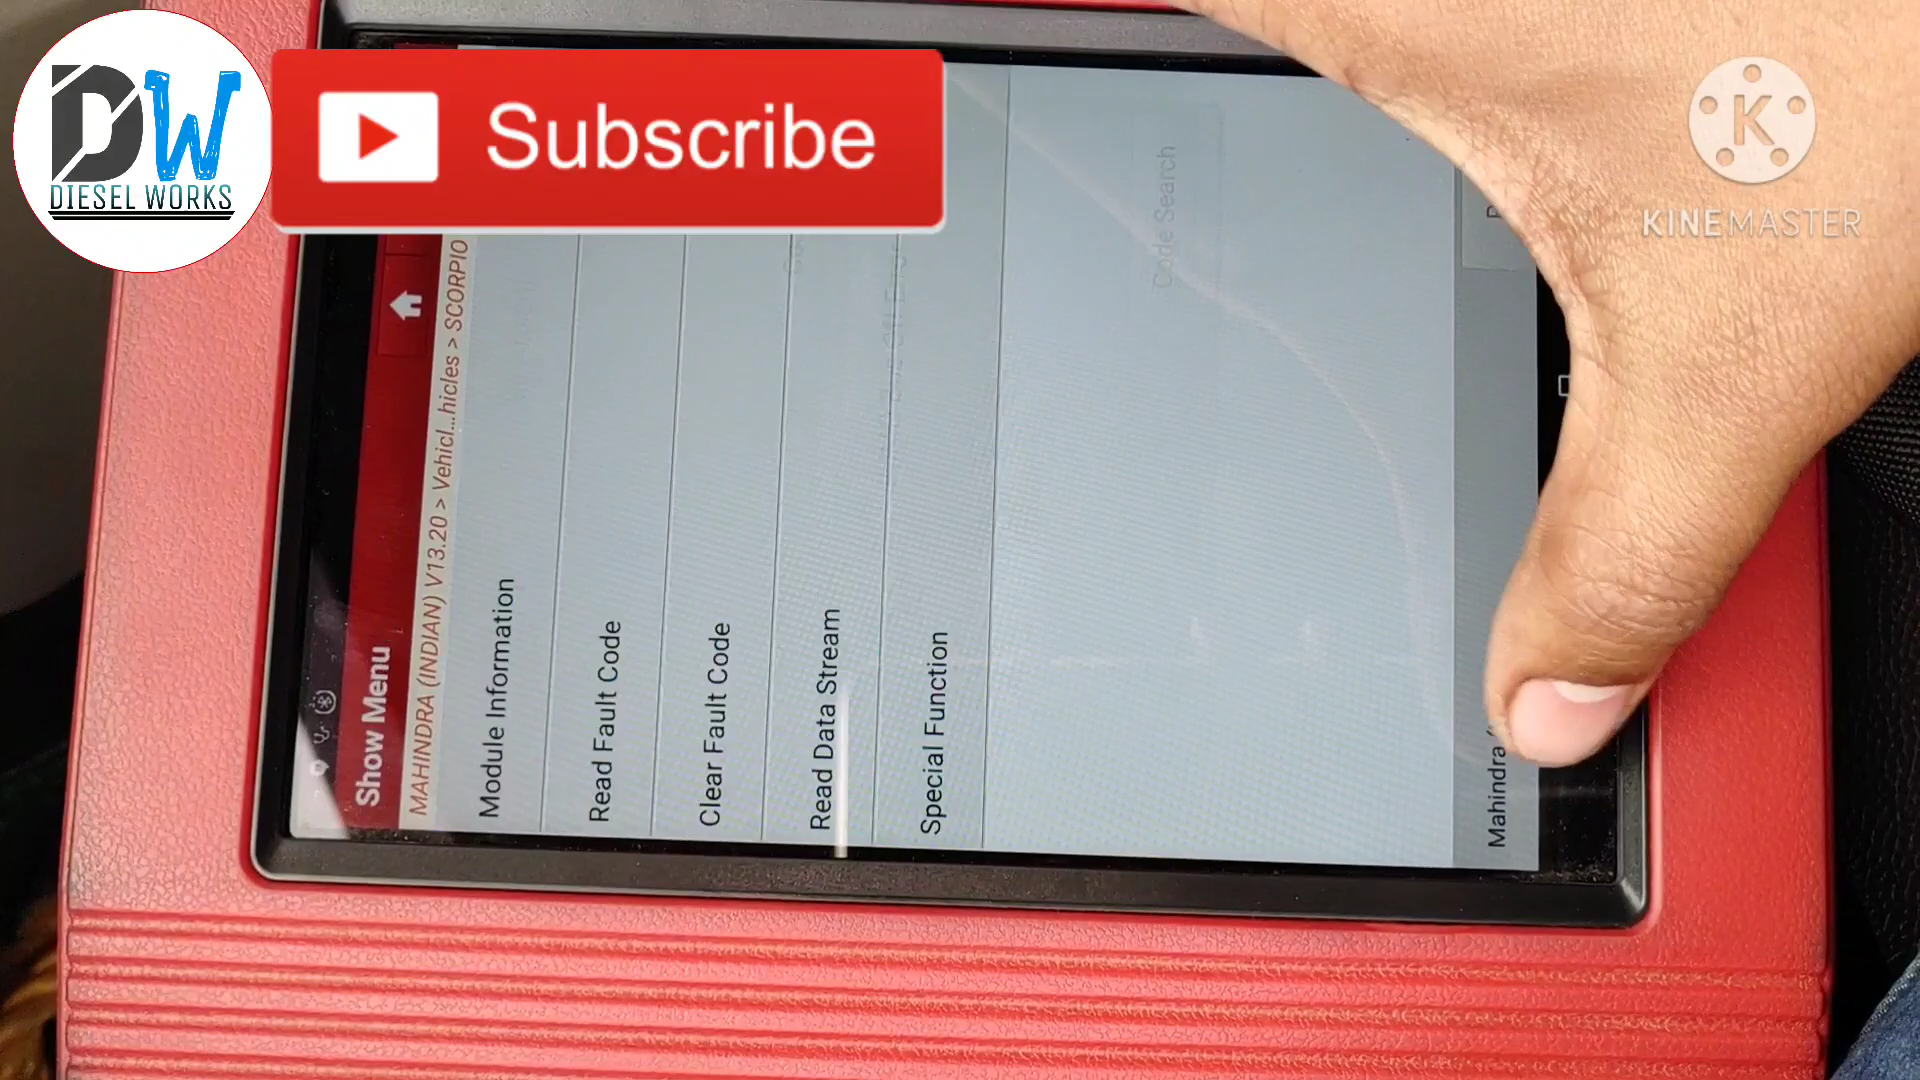 DW
DIESEL WORKS
Subscribe
K
KINEMASTER
Show Menu
MAHINDRA (INDIAN) V13.20 > Vehicl...hicles > SCORPIO
Module Information
Read Fault Code
Clear Fault Code
Read Data Stream
Special Function
Code Search
Mahindra